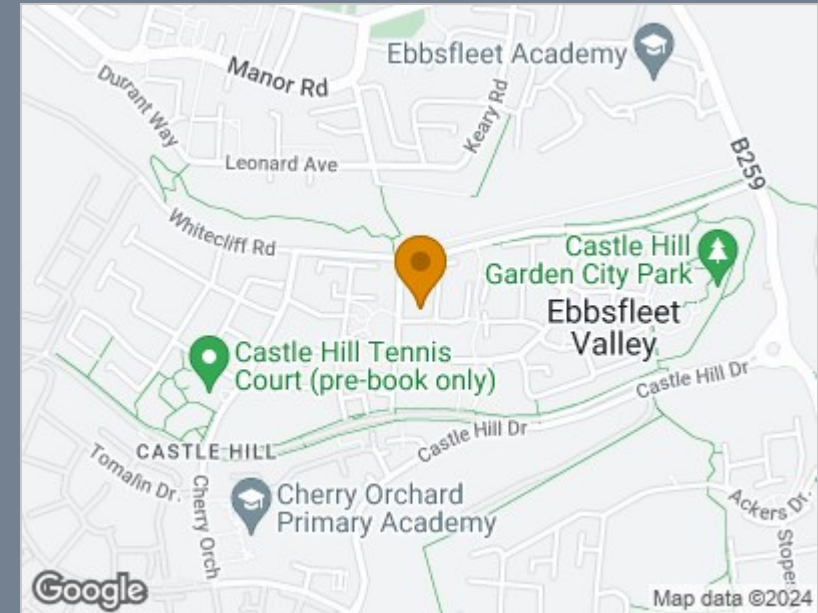 Ebbsfleet Academy
Manor Rd
Durrant Way
Keary Rd
Leonard Ave
B259
Whitecliff Rd
Castle Hill
Garden City Park
Ebbsfleet
Valley
Castle Hill Tennis
Court (pre-book only)
Castle Hill Dr
CASTLE HILL
Castle Hill Dr
Tomalin Dr.
Cherry Orch
Cherry Orchard
Primary Academy
Ackers Dr.
Stopes
Google
Map data ©2024